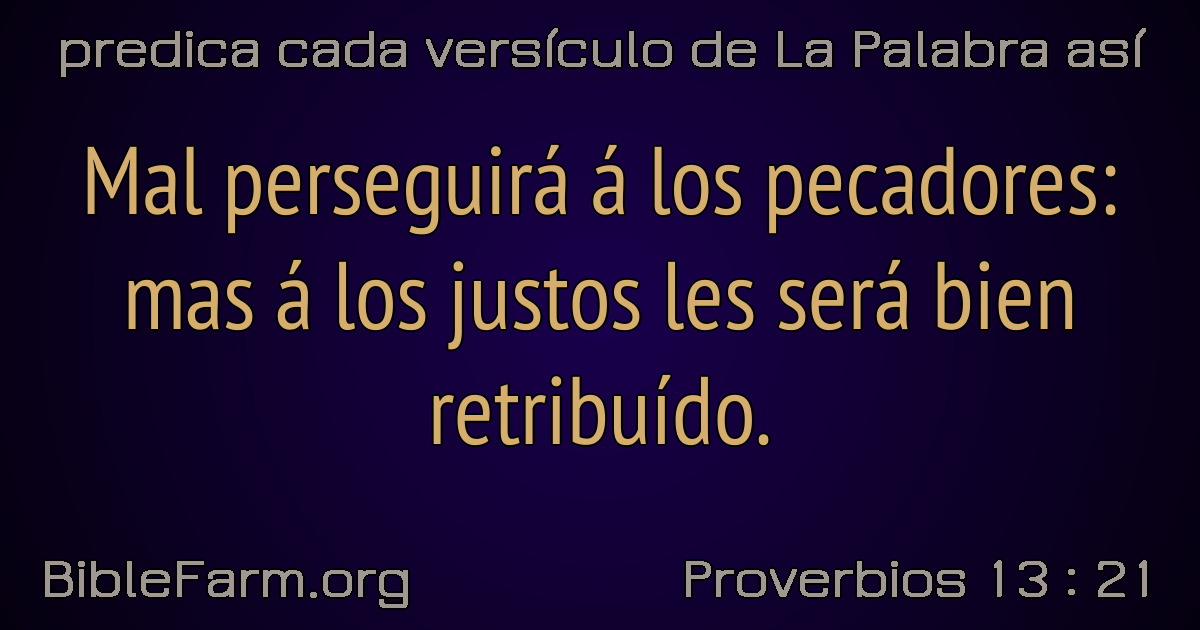 predica cada versículo de La Palabra así
Mal perseguirá á los pecadores:
mas á los justos les será bien
retribuído.
BibleFarm.org
Proverbios 13 : 21